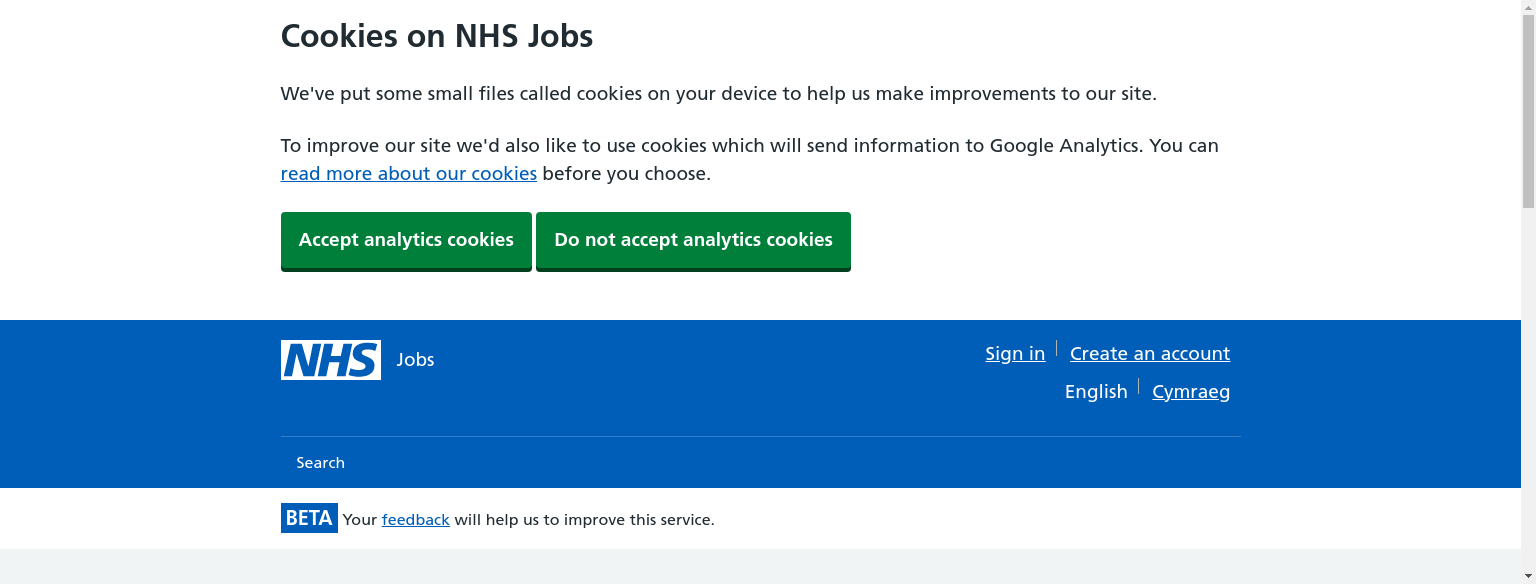 Cookies on NHS Jobs
We've put some small files called cookies on your device to help us make improvements to our site.
To improve our site we'd also like to use cookies which will send information to Google Analytics. You can
read more about our cookies before you choose.
Accept analytics cookies Do not accept analytics cookies
NHS Jobs Sign in Create an account
English Cymraeg
Search
BETA Your feedback will help us to improve this service.